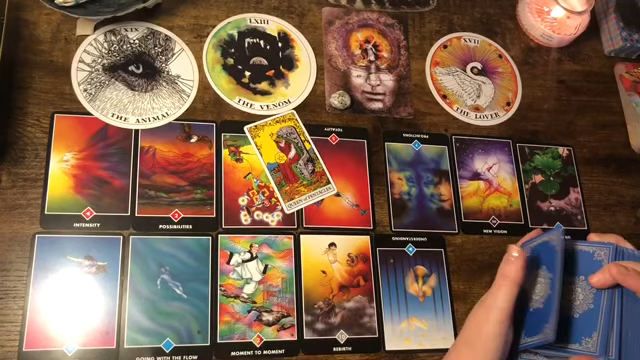 XIX
THE ANIMAL
LXIII
THE VENOM
XVII
THE LOVER
INTENSITY
POSSIBILITIES
QUEEN of PENTACLES
TOTALITY
PROJECTIONS
NEW VISION
GOING WITH THE FLOW
MOMENT TO MOMENT
REBIRTH
UNDERSTANDING